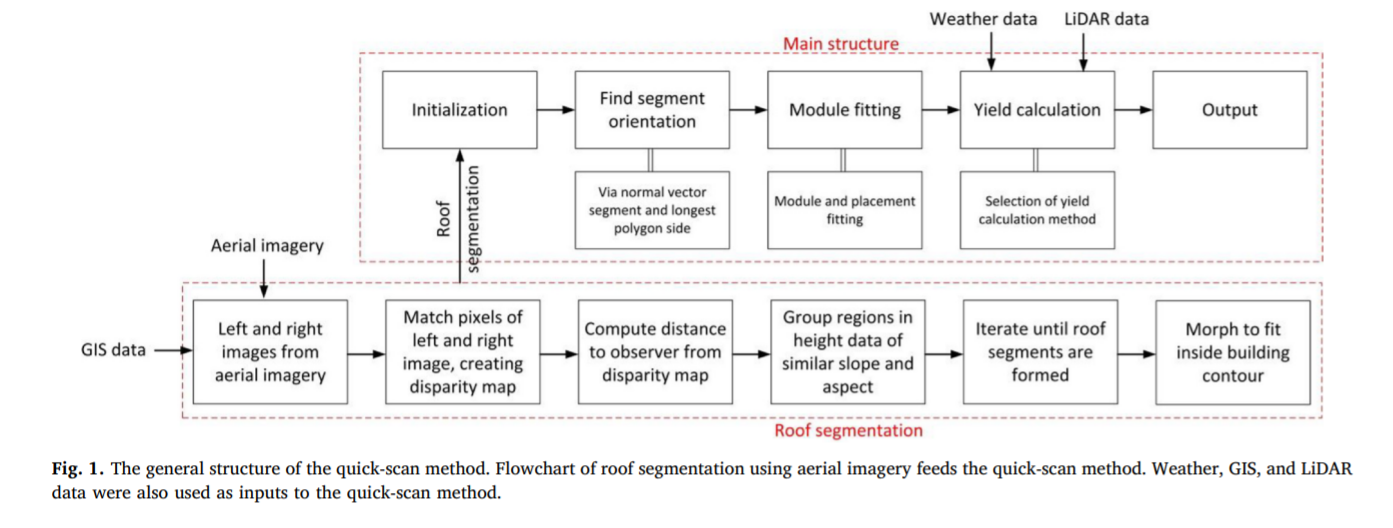 Weather data
LiDAR data
Main structure
Initialization
Find segment
orientation
Module fitting
Yield calculation
Output
Via normal vector
segment and longest
polygon side
Module and placement
fitting
Selection of yield
calculation method
Roof
segmentation
Aerial imagery
GIS data
Left and right
images from
aerial imagery
Match pixels of
left and right
image, creating
disparity map
Compute distance
to observer from
disparity map
Group regions in
height data of
similar slope and
aspect
Iterate until roof
segments are
formed
Morph to fit
inside building
contour
Roof segmentation
Fig. 1. The general structure of the quick-scan method. Flowchart of roof segmentation using aerial imagery feeds the quick-scan method. Weather, GIS, and LiDAR
data were also used as inputs to the quick-scan method.